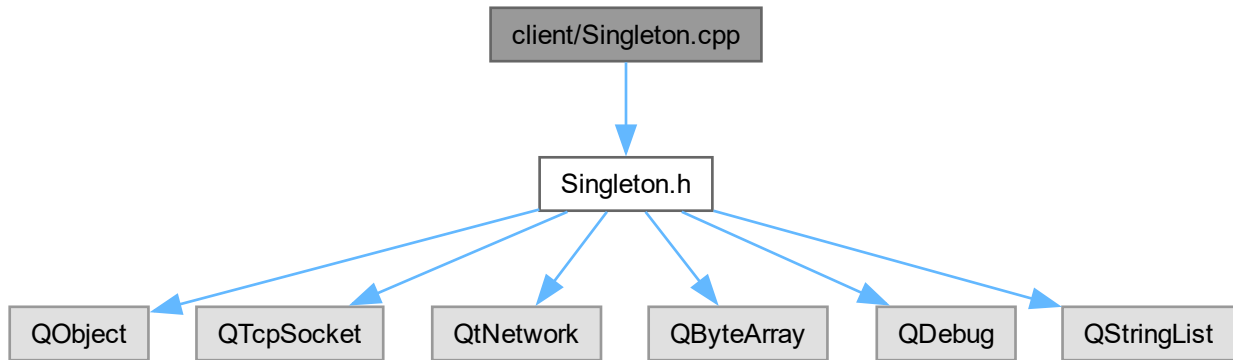 client/Singleton.cpp
Singleton.h
QObject
QTcpSocket
QtNetwork
QByteArray
QDebug
QStringList